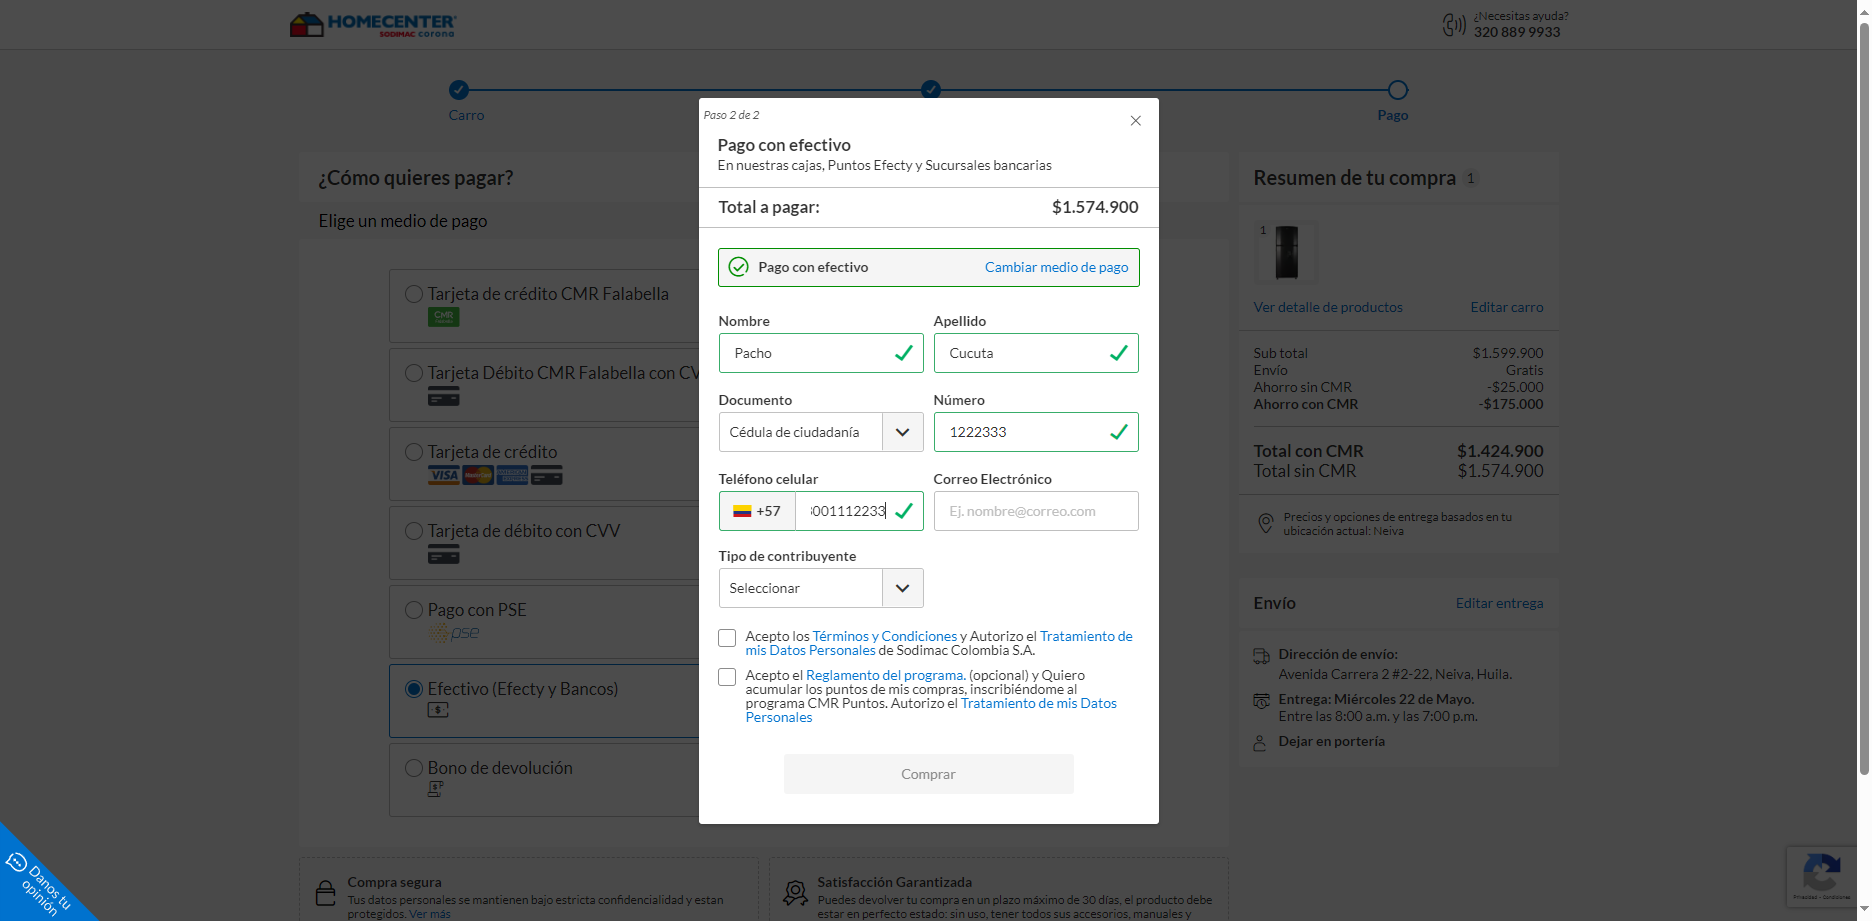 HOMECENTER
SODIMAC corona
¿Necesitas ayuda?
320 889 9933
Carro
Pago
¿Cómo quieres pagar?
Elige un medio de pago
Tarjeta de crédito CMR Falabella
CMR
Tarjeta Débito CMR Falabella con CV
Tarjeta de crédito
VISA
MasterCard
AMERICAN EXPRESS
Tarjeta de débito con CVV
Pago con PSE
pse
Efectivo (Efecty y Bancos)
Bono de devolución
Paso 2 de 2
Pago con efectivo
En nuestras cajas, Puntos Efecty y Sucursales bancarias
Total a pagar: $1.574.900
Pago con efectivo Cambiar medio de pago
Nombre Apellido
Pacho Cucuta
Documento Número
Cédula de ciudadanía 1222333
Teléfono celular Correo Electrónico
+57 001112233 Ej. nombre@correo.com
Tipo de contribuyente
Seleccionar
Acepto los Términos y Condiciones y Autorizo el Tratamiento de
mis Datos Personales de Sodimac Colombia S.A.
Acepto el Reglamento del programa. (opcional) y Quiero
acumular los puntos de mis compras, inscribiéndome al
programa CMR Puntos. Autorizo el Tratamiento de mis Datos
Personales
Comprar
Resumen de tu compra 1
1
Ver detalle de productos Editar carro
Sub total $1.599.900
Envío Gratis
Ahorro sin CMR -$25.000
Ahorro con CMR -$175.000
Total con CMR $1.424.900
Total sin CMR $1.574.900
Precios y opciones de entrega basados en tu
ubicación actual: Neiva
Envío Editar entrega
Dirección de envío:
Avenida Carrera 2 #2-22, Neiva, Huila.
Entrega: Miércoles 22 de Mayo.
Entre las 8:00 a.m. y las 7:00 p.m.
Dejar en portería
Compra segura
Tus datos personales se mantienen bajo estricta confidencialidad y estan
protegidos. Ver más
Satisfacción Garantizada
Puedes devolver tu compra en un plazo máximo de 30 días, el producto debe
estar en perfecto estado: sin uso, tener todos sus accesorios, manuales y
Danos tu
opinión
Privacidad - Condiciones